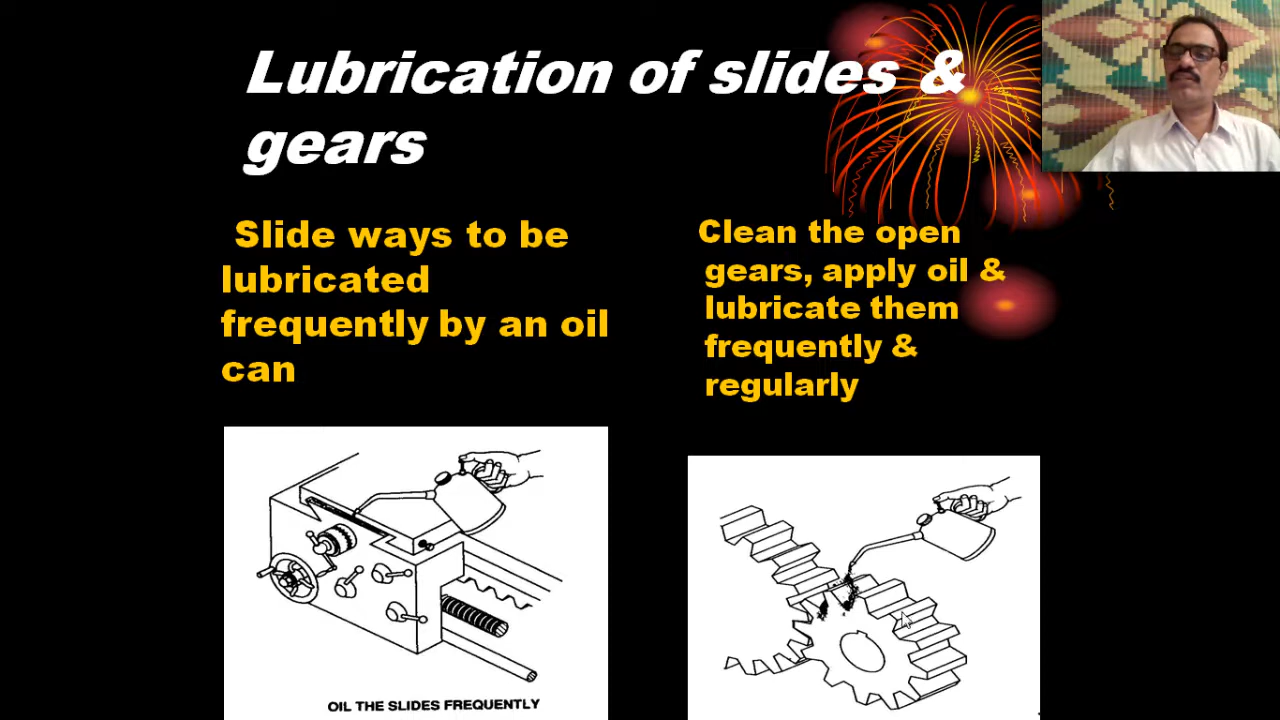 Lubrication of slides &
gears
Slide ways to be
lubricated
frequently by an oil
can
Clean the open
gears, apply oil &
lubricate them
frequently &
regularly
OIL THE SLIDES FREQUENTLY